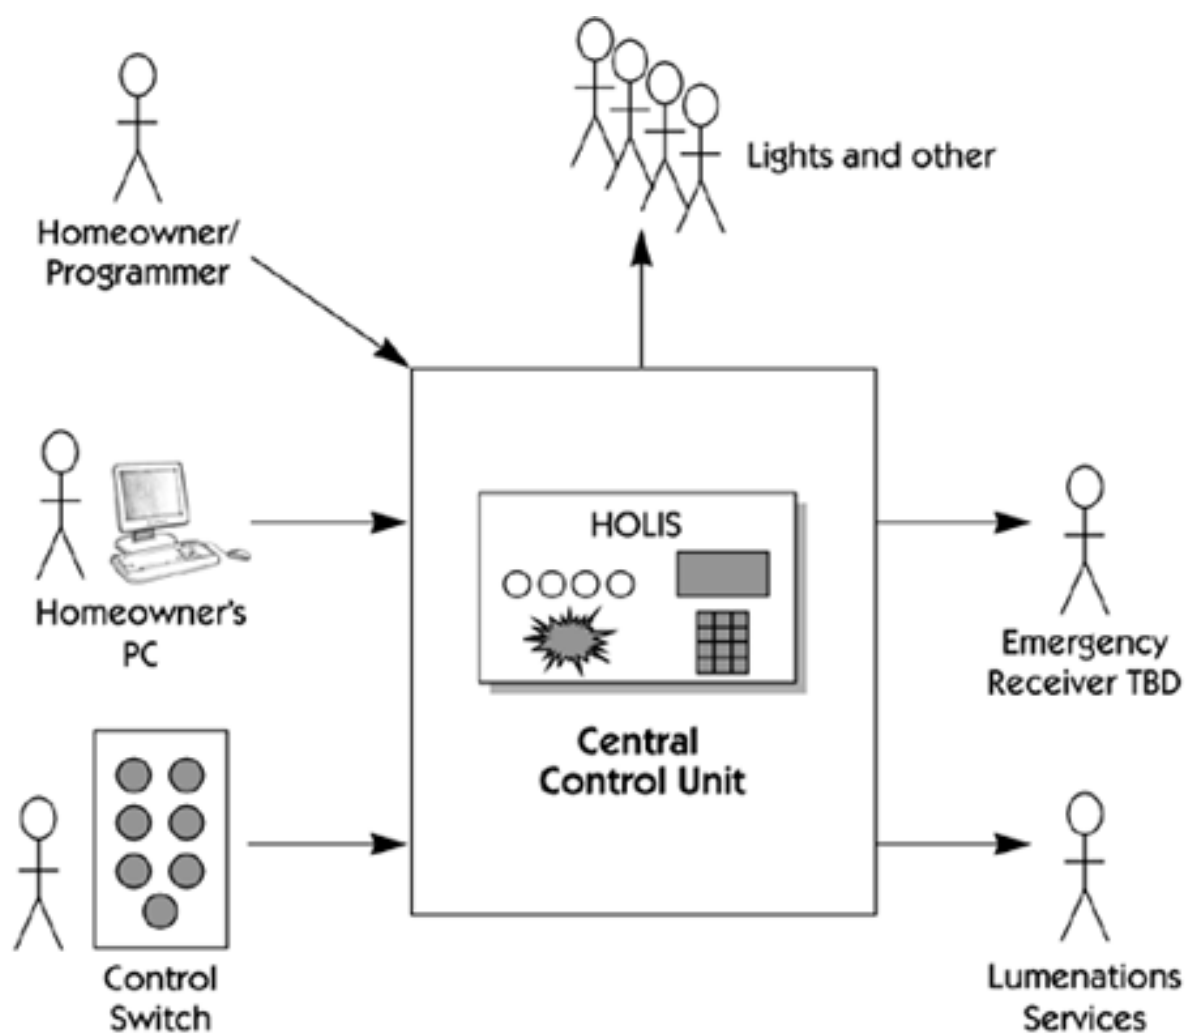 Lights and other
Homeowner/
Programmer
HOLIS
Homeowner's
PC
Emergency
Receiver TBD
Central
Control Unit
Control
Switch
Lumenations
Services